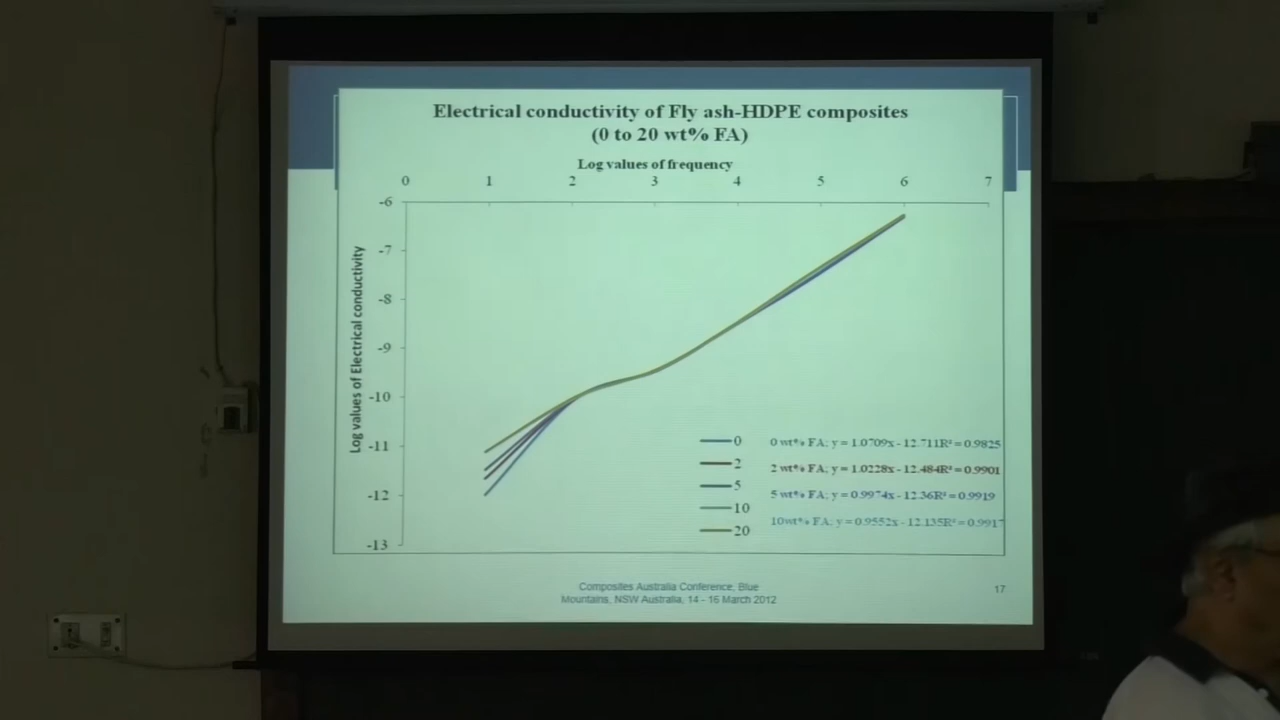 Electrical conductivity of Fly ash-HDPE composites
(0 to 20 wt% FA)
Log values of frequency
0 1 2 3 4 5 6 7
-6
-7
-8
-9
-10
-11
-12
-13
Log values of Electrical conductivity
0
2
5
10
20
0 wt% FA; y = 1.0709x - 12.711R² = 0.9825
2 wt% FA; y = 1.0228x - 12.484R² = 0.9901
5 wt% FA; y = 0.9974x - 12.36R² = 0.9919
10wt% FA; y = 0.9552x - 12.135R² = 0.9917
Composites Australia Conference, Blue
Mountains, NSW Australia, 14 - 16 March 2012
17